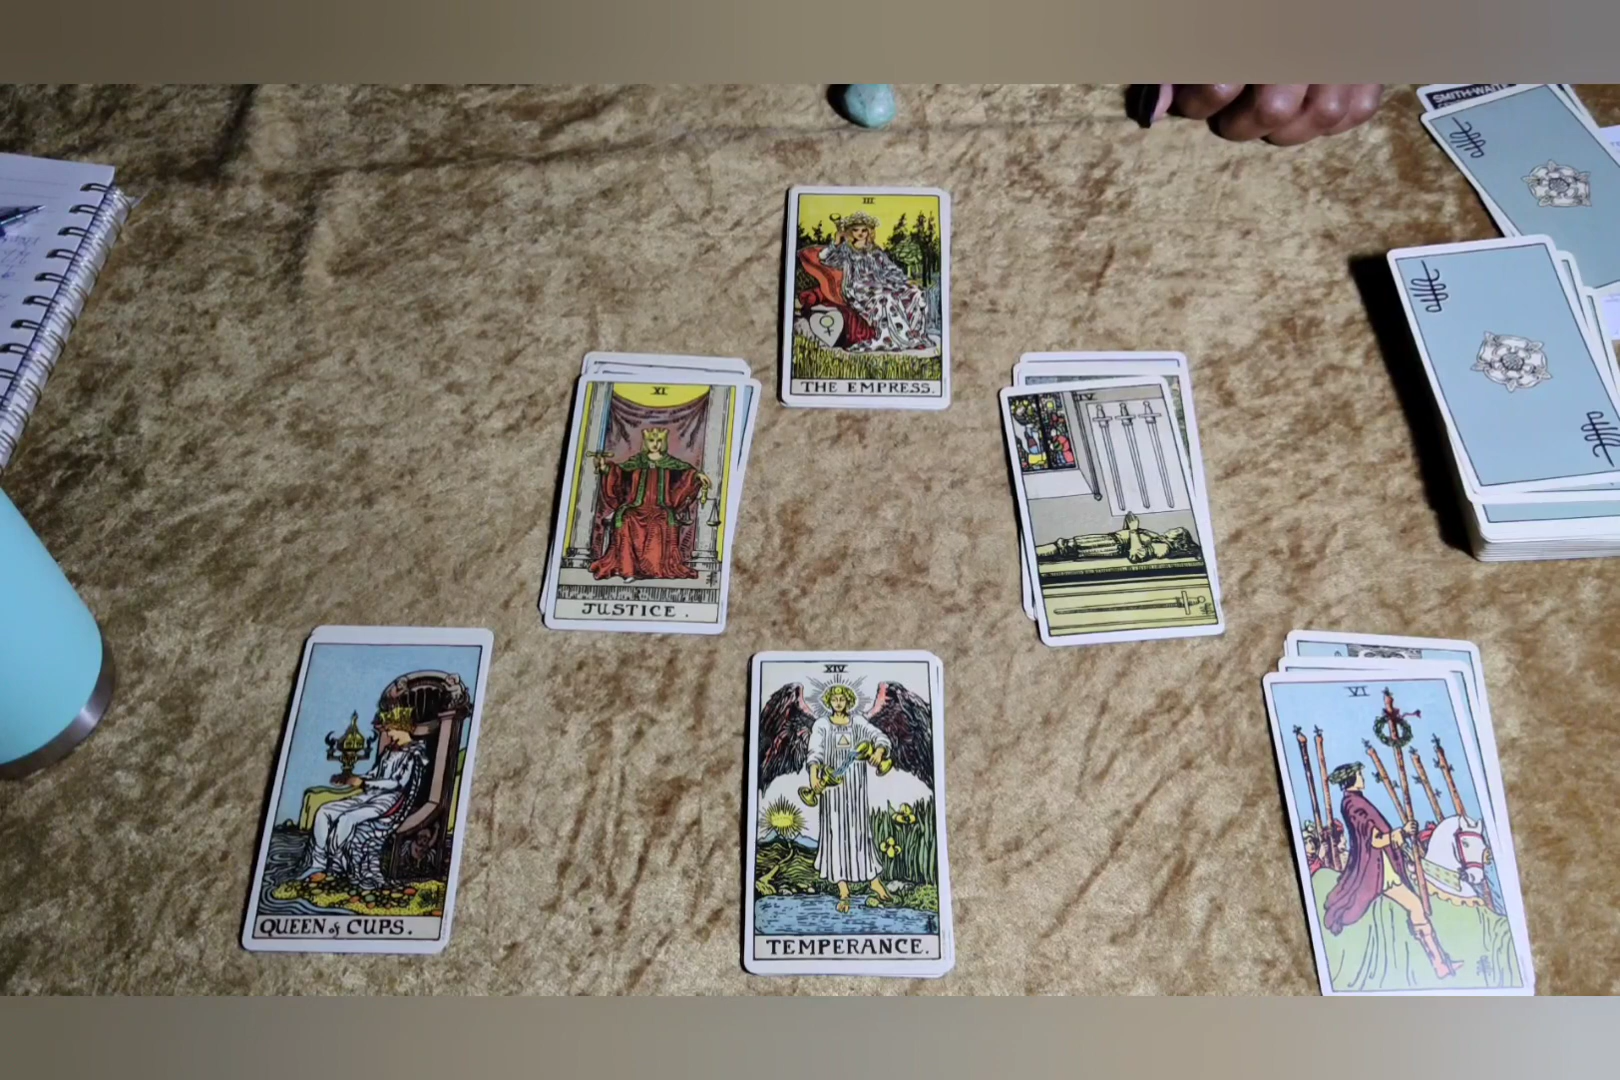 SMITH-WAITE
III
THE EMPRESS.
XI
JUSTICE.
IV
QUEEN of CUPS.
XIV
TEMPERANCE.
VI